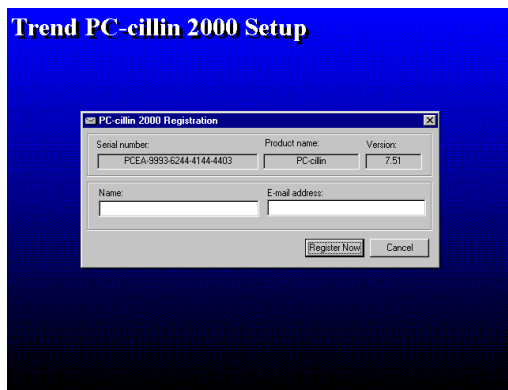 Trend PC-cillin 2000 Setup
PC-cillin 2000 Registration
Serial number: Product name: Version:
PCEA-9993-6244-4144-4403 PC-cillin 7.51
Name: E-mail address:
Register Now Cancel